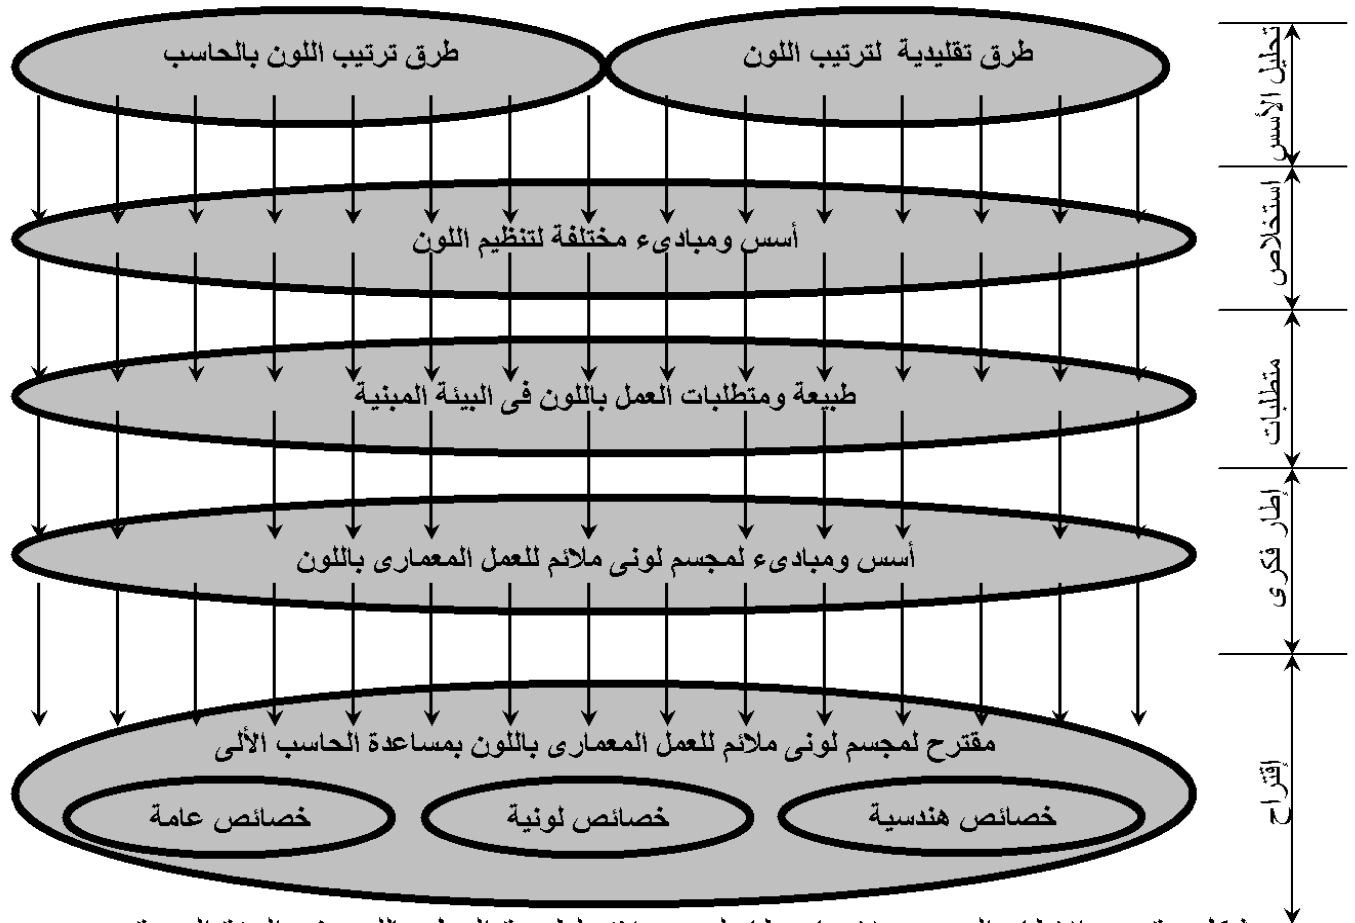 طرق تقليدية لترتيب اللون
طرق ترتيب اللون بالحاسب
تحليل الأسس
أسس ومبادىء مختلفة لتنظيم اللون
استخلاص
طبيعة ومتطلبات العمل باللون فى البيئة المبنية
متطلبات
أسس ومبادىء لمجسم لونى ملائم للعمل المعمارى باللون
إطار فكرى
مقترح لمجسم لونى ملائم للعمل المعمارى باللون بمساعدة الحاسب الألى
خصائص هندسية
خصائص لونية
خصائص عامة
إقتراح